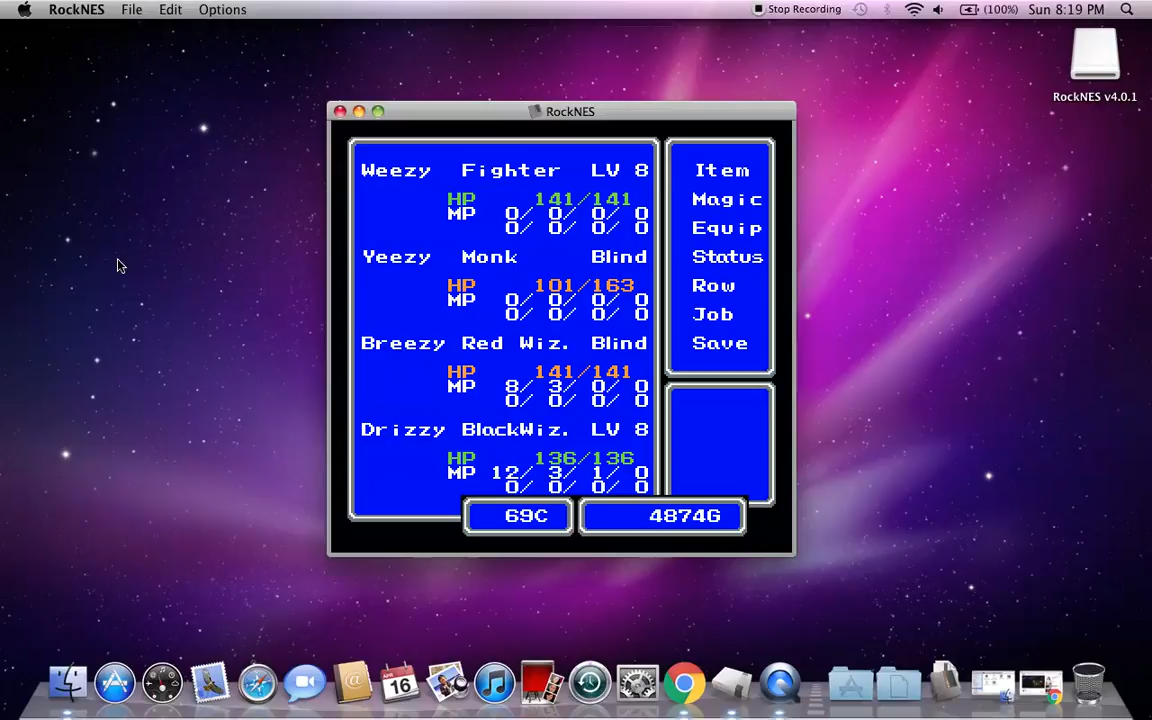 RockNES File Edit Options Stop Recording (100%) Sun 8:19 PM
RockNES v4.0.1
RockNES
Weezy Fighter LV 8
HP 141/141
MP 0/ 0/ 0/ 0
0/ 0/ 0/ 0
Yeezy Monk Blind
HP 101/163
MP 0/ 0/ 0/ 0
0/ 0/ 0/ 0
Breezy Red Wiz. Blind
HP 141/141
MP 8/ 3/ 0/ 0
0/ 0/ 0/ 0
Drizzy BlackWiz. LV 8
HP 136/136
MP 12/ 3/ 1/ 0
0/ 0/ 0/ 0
Item
Magic
Equip
Status
Row
Job
Save
69C
4874G
16